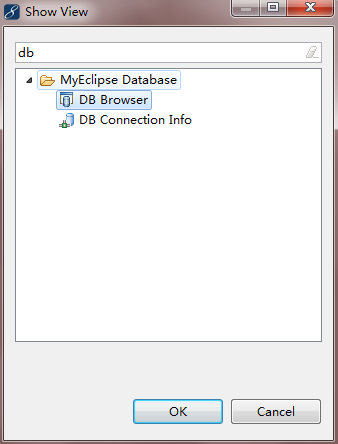 Show View
db
MyEclipse Database
DB Browser
DB Connection Info
OK
Cancel